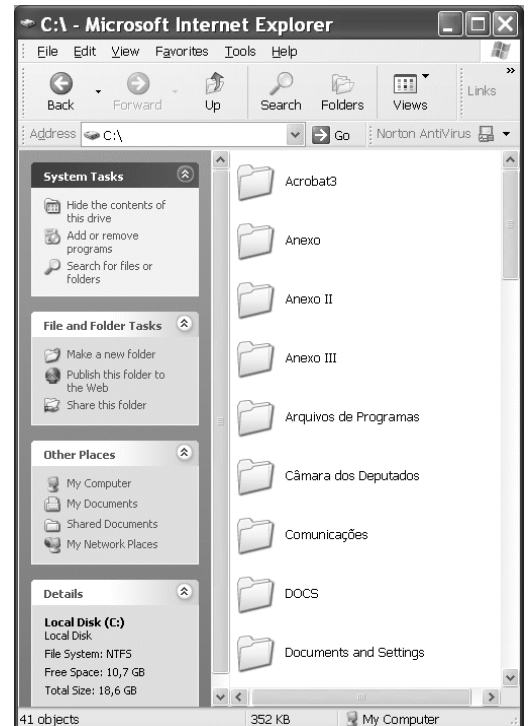 C:\ - Microsoft Internet Explorer
File Edit View Favorites Tools Help
Back Forward Up Search Folders Views Links »
Address C:\ Go Norton AntiVirus
System Tasks
Hide the contents of
this drive
Add or remove
programs
Search for files or
folders
File and Folder Tasks
Make a new folder
Publish this folder to
the Web
Share this folder
Other Places
My Computer
My Documents
Shared Documents
My Network Places
Details
Local Disk (C:)
Local Disk
File System: NTFS
Free Space: 10,7 GB
Total Size: 18,6 GB
Acrobat3
Anexo
Anexo II
Anexo III
Arquivos de Programas
Câmara dos Deputados
Comunicações
DOCS
Documents and Settings
41 objects 352 KB My Computer